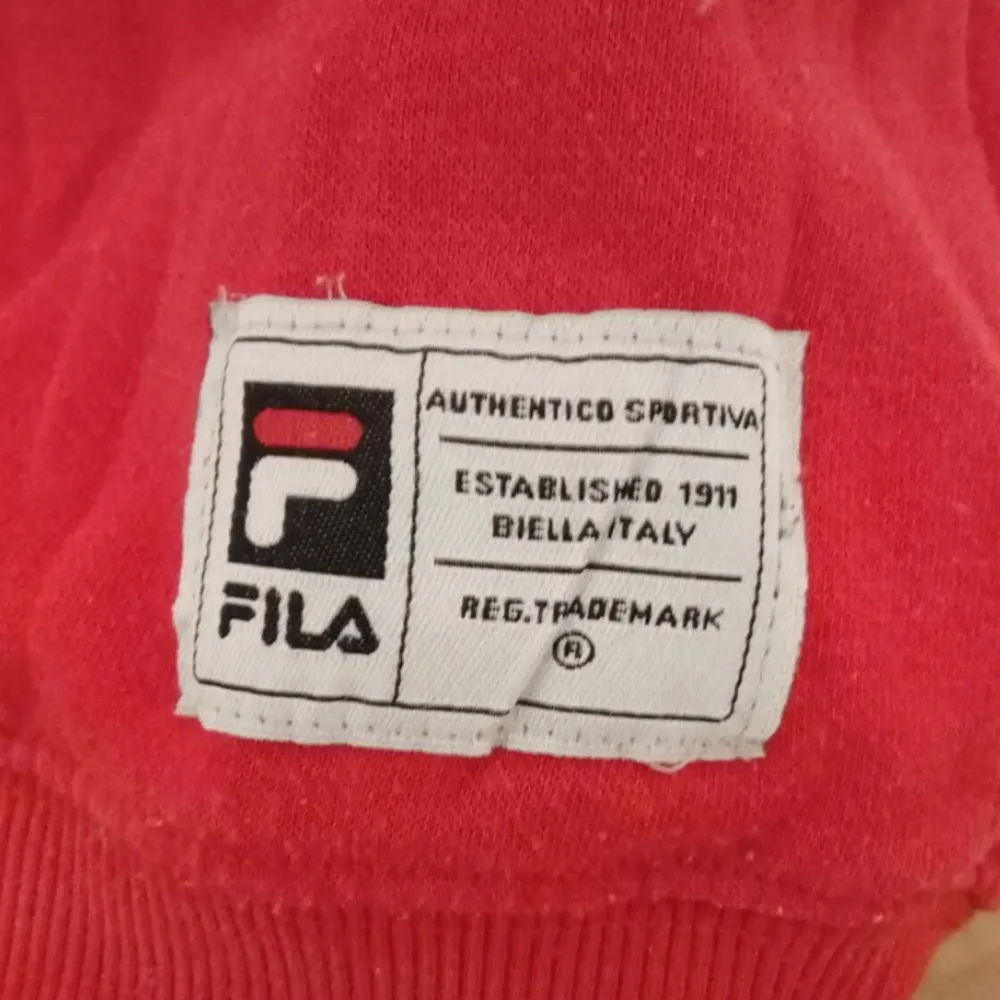 FILA
AUTHENTICO SPORTIVA
ESTABLISHED 1911
BIELLA/ITALY
REG.TRADEMARK
®